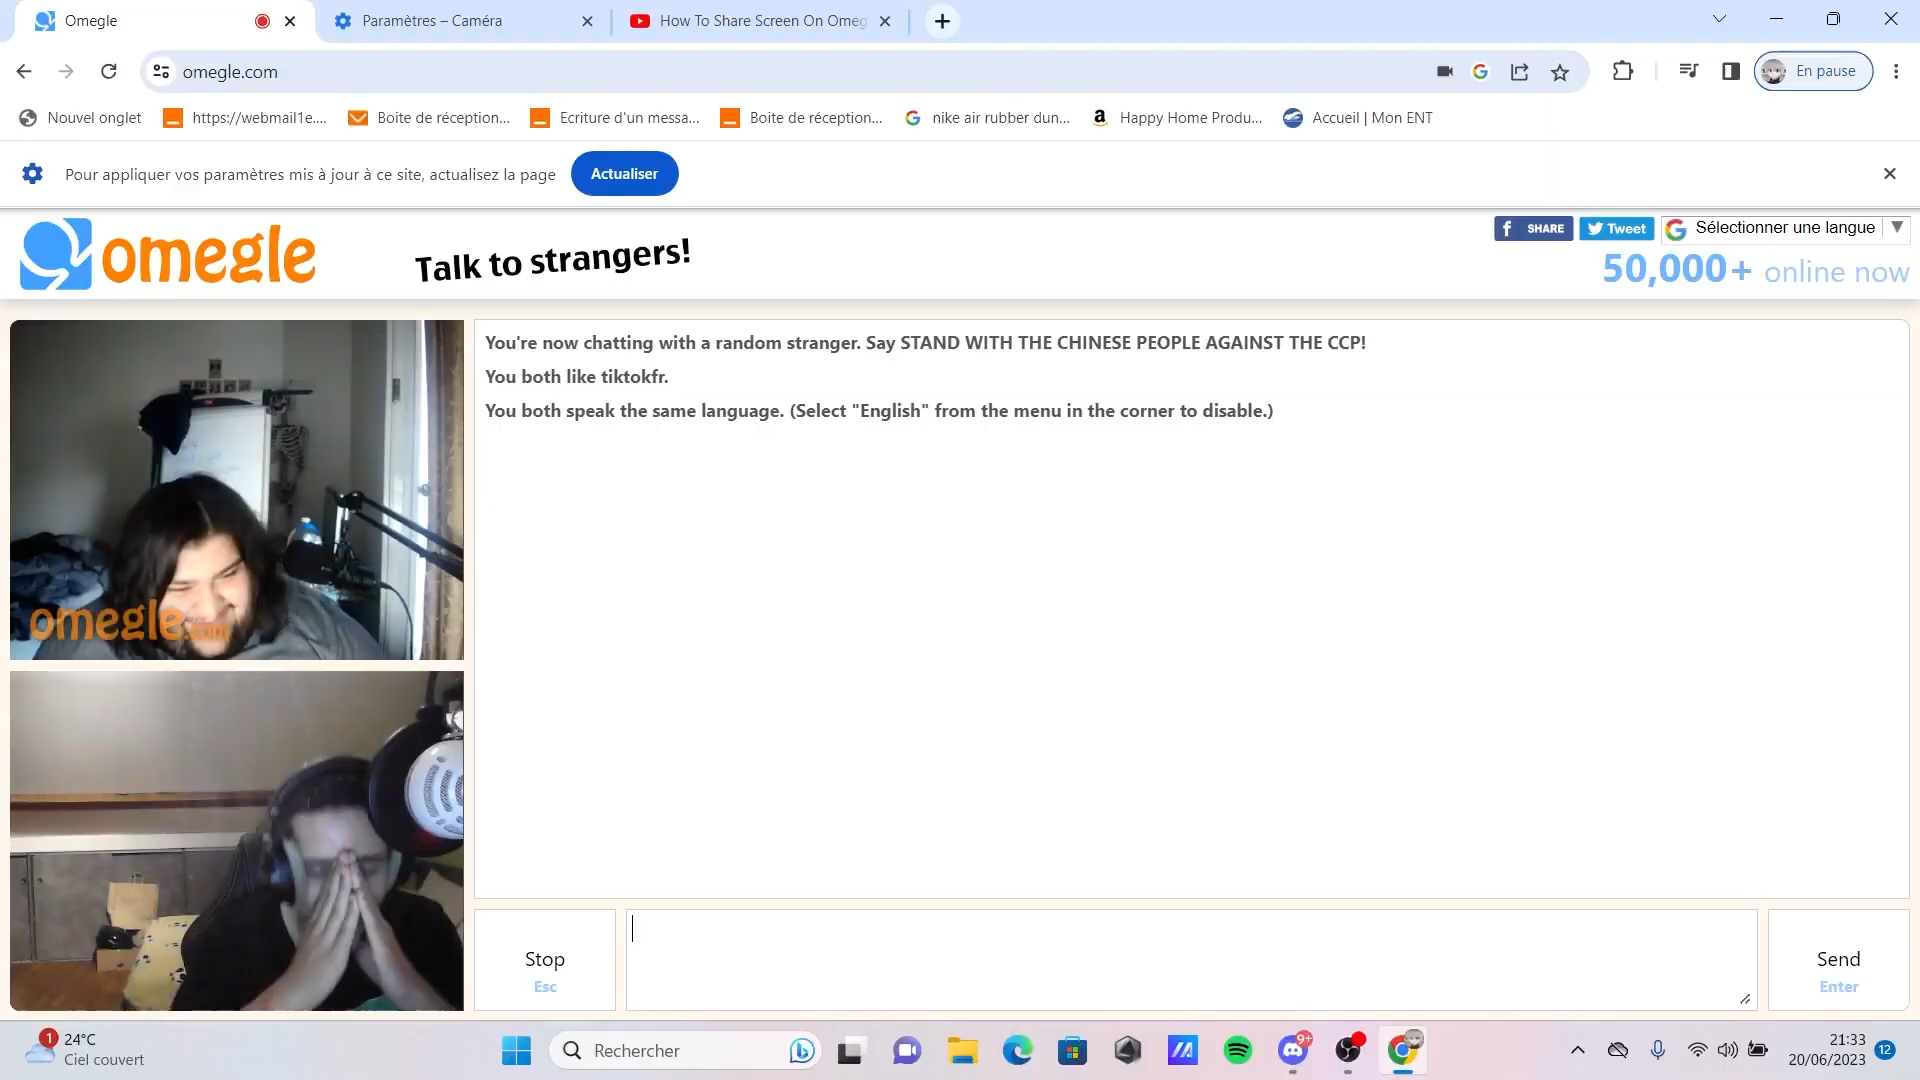 Omegle
Paramètres – Caméra
How To Share Screen On Omeg
omegle.com
En pause
Nouvel onglet
https://webmail1e....
Boite de réception...
Ecriture d'un messa...
Boite de réception...
nike air rubber dun...
Happy Home Produ...
Accueil | Mon ENT
Pour appliquer vos paramètres mis à jour à ce site, actualisez la page
Actualiser
omegle
Talk to strangers!
SHARE
Tweet
Sélectionner une langue
50,000+ online now
You're now chatting with a random stranger. Say STAND WITH THE CHINESE PEOPLE AGAINST THE CCP!
You both like tiktokfr.
You both speak the same language. (Select "English" from the menu in the corner to disable.)
omegle.com
Stop
Esc
Send
Enter
1
24°C
Ciel couvert
Rechercher
9+
21:33
20/06/2023
12